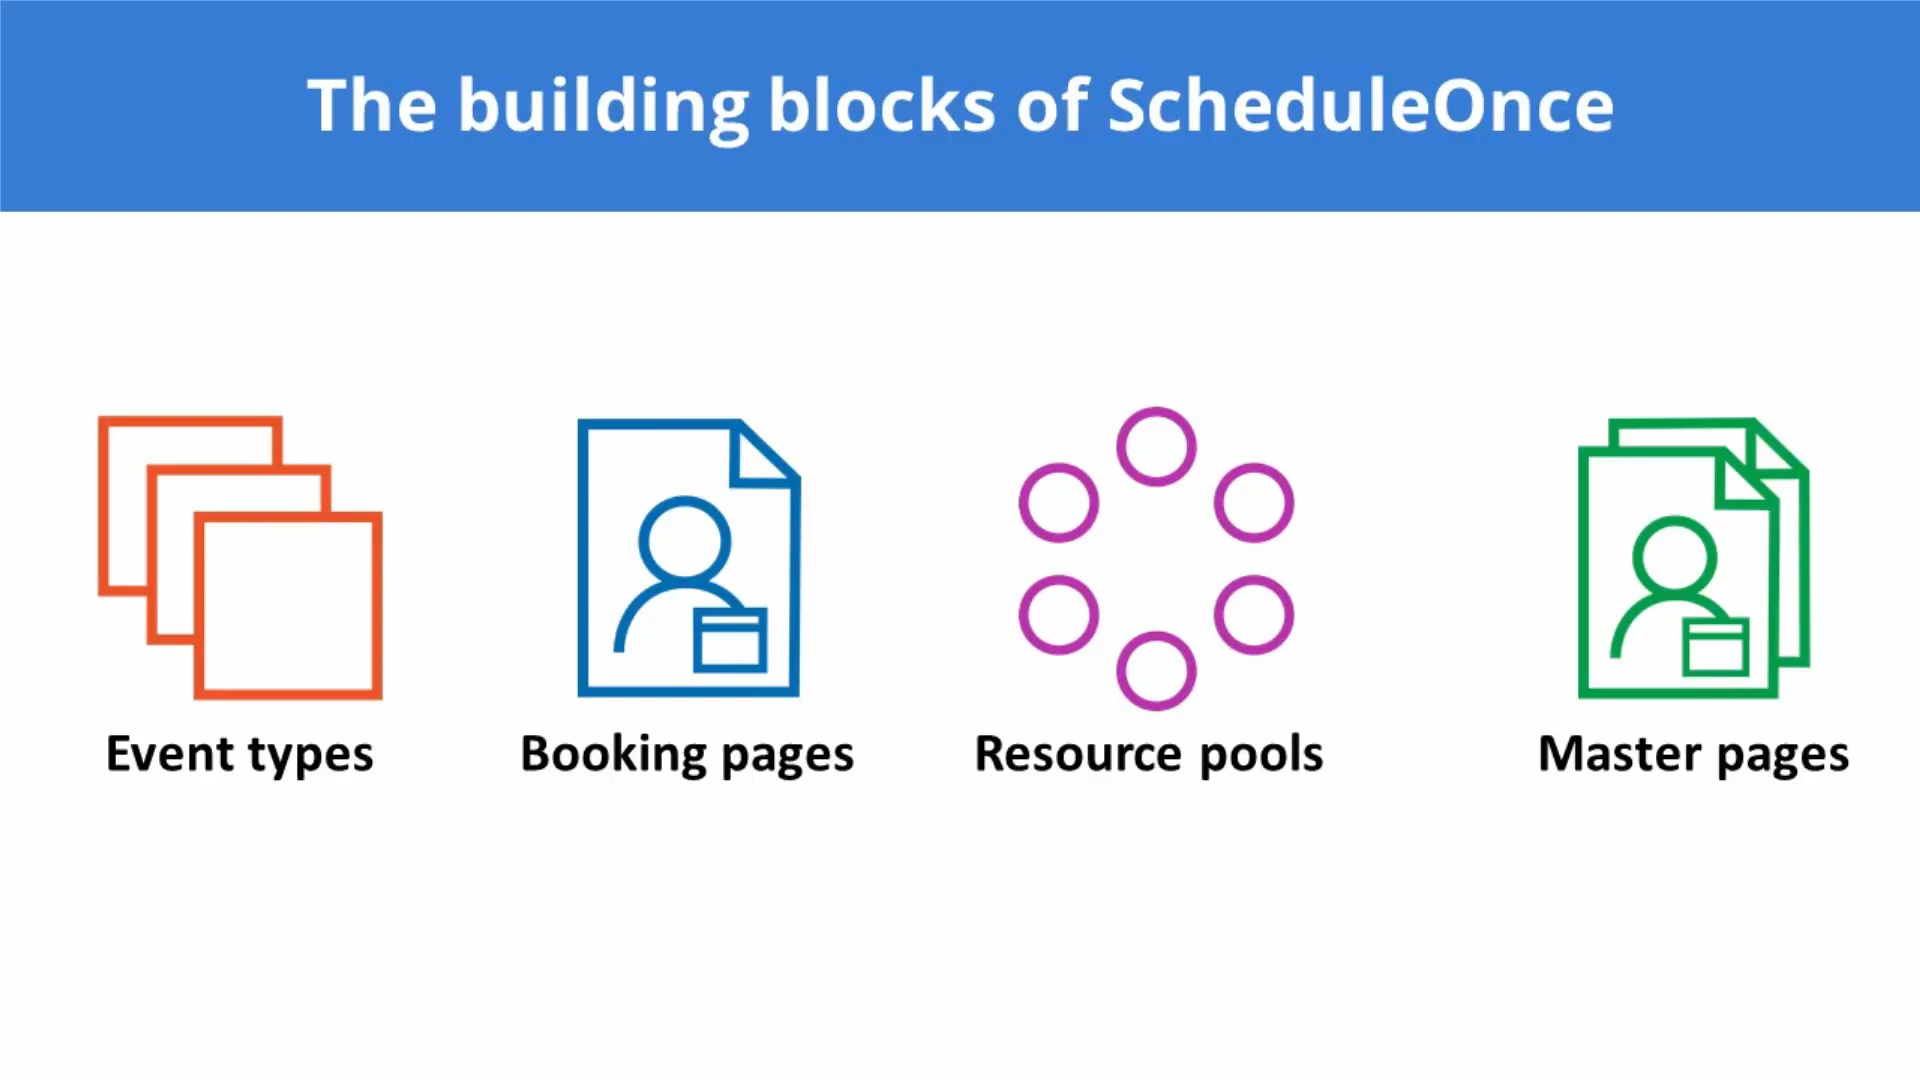 The building blocks of ScheduleOnce
Event types
Booking pages
Resource pools
Master pages